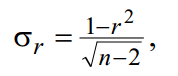 σᵣ = (1–r²)/√(n–2),